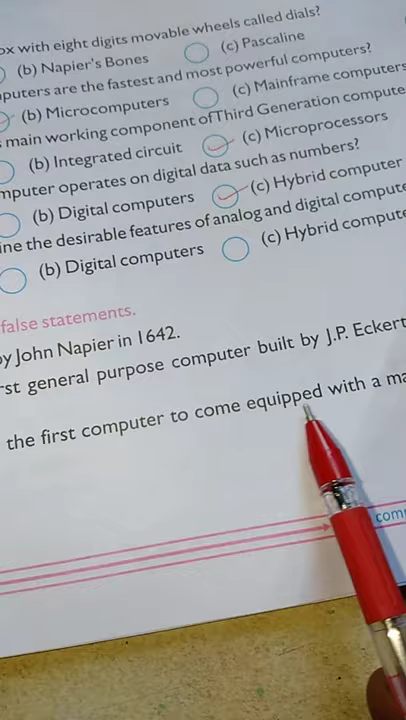 ox with eight digits movable wheels called dials?
(b) Napier's Bones (c) Pascaline
puters are the fastest and most powerful computers?
(b) Microcomputers (c) Mainframe computers
main working component of Third Generation compute
(b) Integrated circuit (c) Microprocessors
mputer operates on digital data such as numbers?
(b) Digital computers (c) Hybrid computer
ine the desirable features of analog and digital compute
(b) Digital computers (c) Hybrid compute
false statements.
by John Napier in 1642.
rst general purpose computer built by J.P. Eckert
the first computer to come equipped with a ma
com